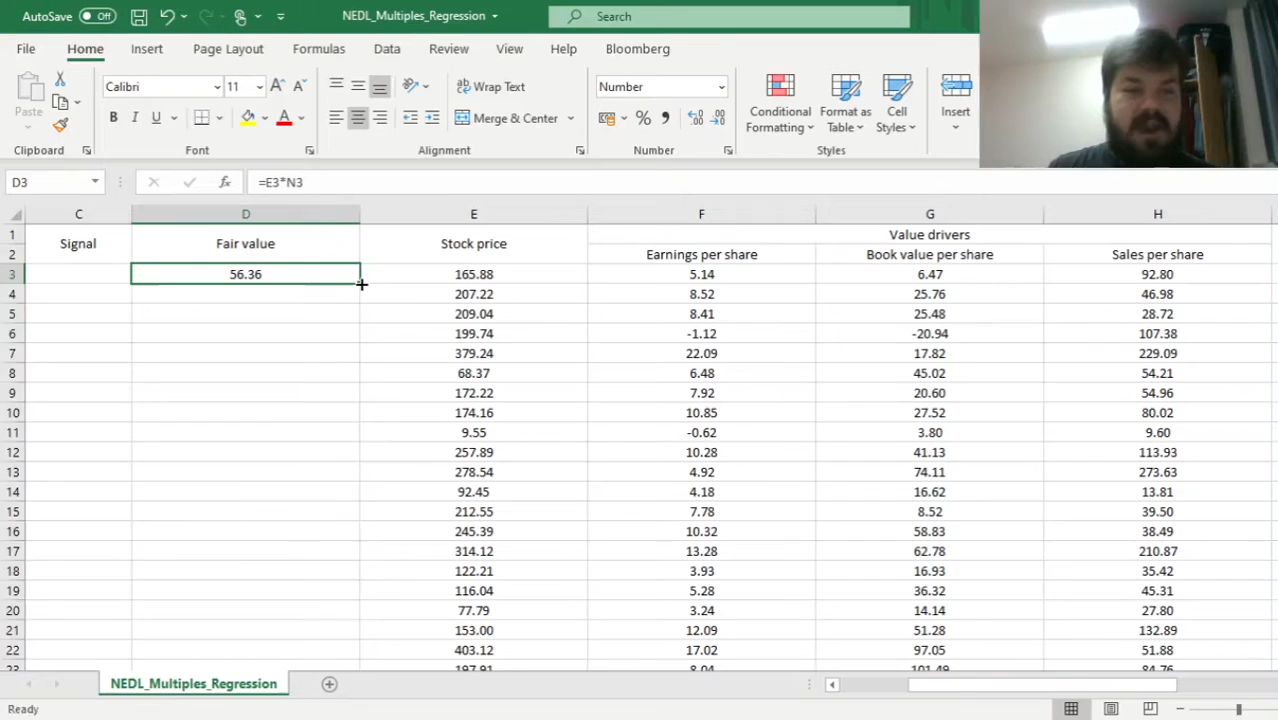 AutoSave Off NEDL_Multiples_Regression Search
File Home Insert Page Layout Formulas Data Review View Help Bloomberg
Paste Calibri 11 A A Wrap Text Number Conditional Formatting Format as Table Cell Styles Insert
B I U A Merge & Center % 9 .00
Clipboard Font Alignment Number Styles
D3 fx =E3*N3
C D E F G H
1 Signal Fair value Stock price Value drivers
2 Earnings per share Book value per share Sales per share
3 56.36 165.88 5.14 6.47 92.80
4 207.22 8.52 25.76 46.98
5 209.04 8.41 25.48 28.72
6 199.74 -1.12 -20.94 107.38
7 379.24 22.09 17.82 229.09
8 68.37 6.48 45.02 54.21
9 172.22 7.92 20.60 54.96
10 174.16 10.85 27.52 80.02
11 9.55 -0.62 3.80 9.60
12 257.89 10.28 41.13 113.93
13 278.54 4.92 74.11 273.63
14 92.45 4.18 16.62 13.81
15 212.55 7.78 8.52 39.50
16 245.39 10.32 58.83 38.49
17 314.12 13.28 62.78 210.87
18 122.21 3.93 16.93 35.42
19 116.04 5.28 36.32 45.31
20 77.79 3.24 14.14 27.80
21 153.00 12.09 51.28 132.89
22 403.12 17.02 97.05 51.88
23 197.91 8.04 101.49 84.76
NEDL_Multiples_Regression
Ready